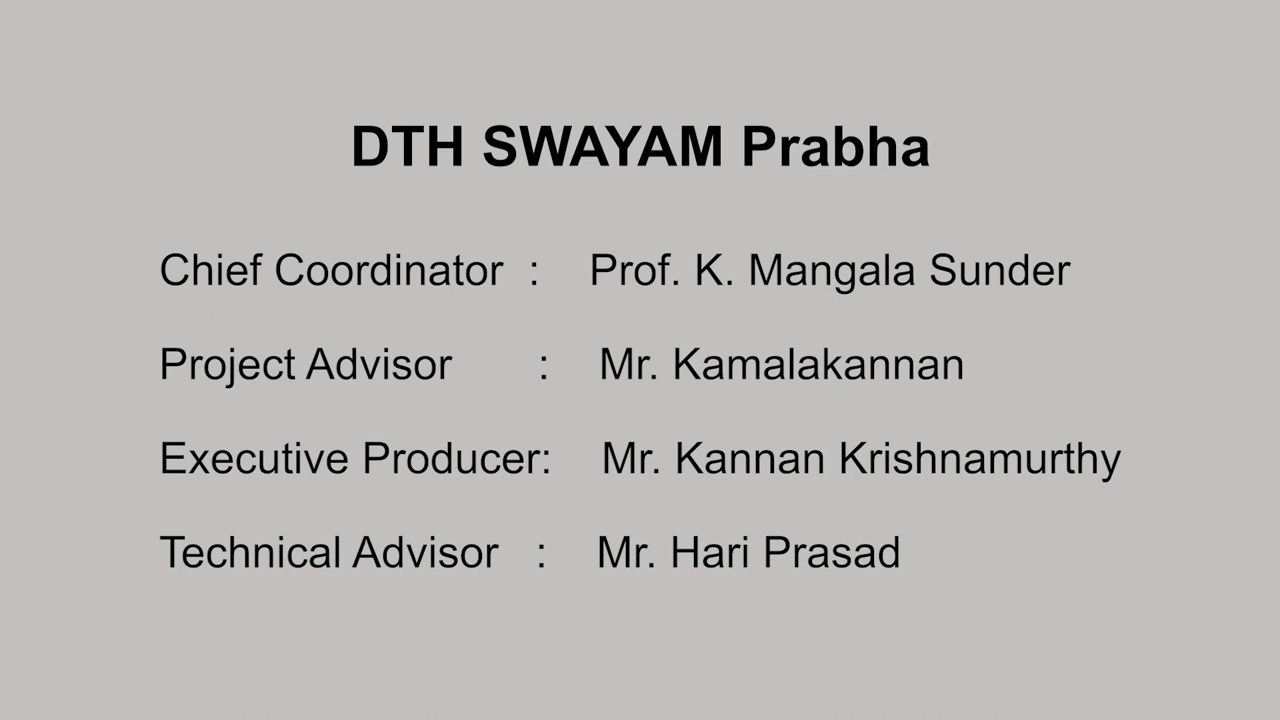 DTH SWAYAM Prabha
Chief Coordinator : Prof. K. Mangala Sunder
Project Advisor : Mr. Kamalakannan
Executive Producer: Mr. Kannan Krishnamurthy
Technical Advisor : Mr. Hari Prasad